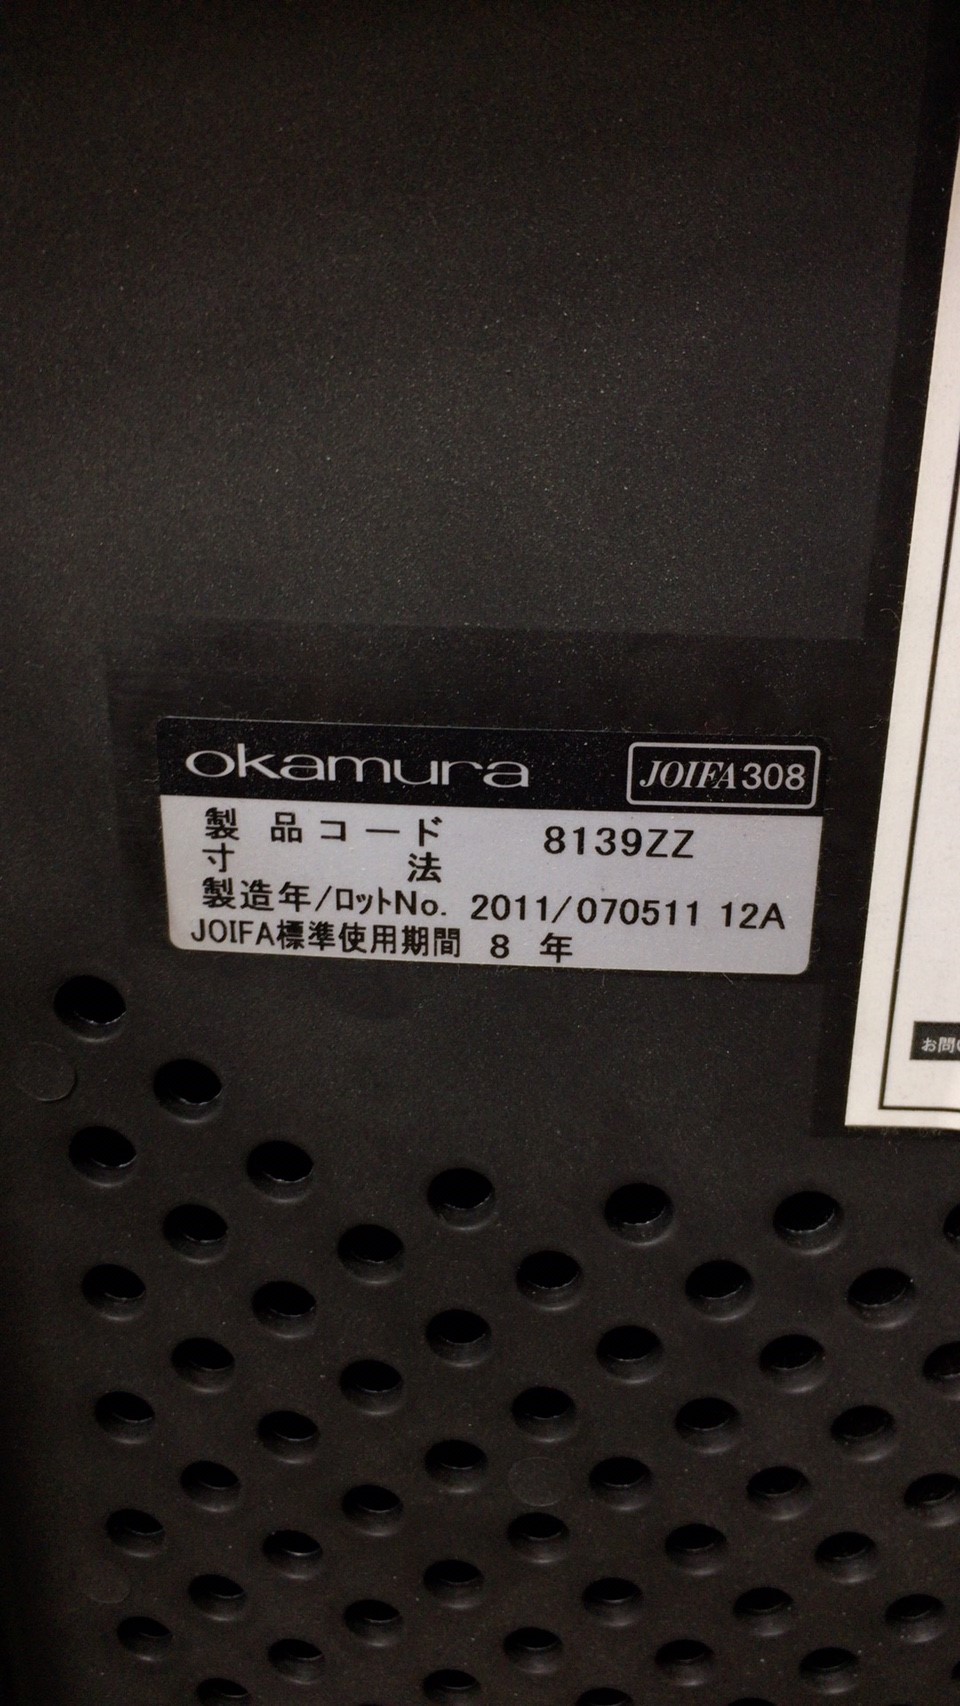 okamura JOIFA308
製品コード 8139ZZ
寸法
製造年/ロットNo. 2011/070511 12A
JOIFA標準使用期間 8 年
お問